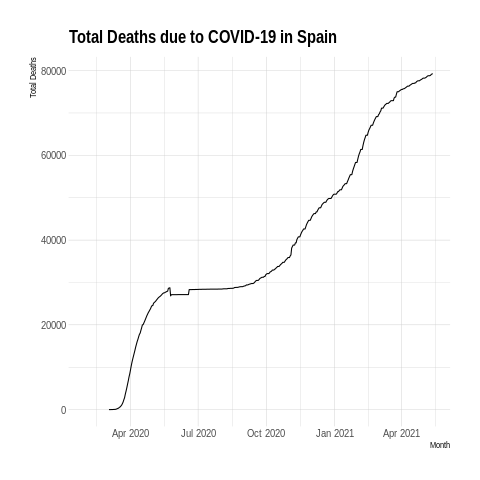 Total Deaths due to COVID-19 in Spain
Total Deaths
80000
60000
40000
20000
0
Apr 2020 Jul 2020 Oct 2020 Jan 2021 Apr 2021
Month